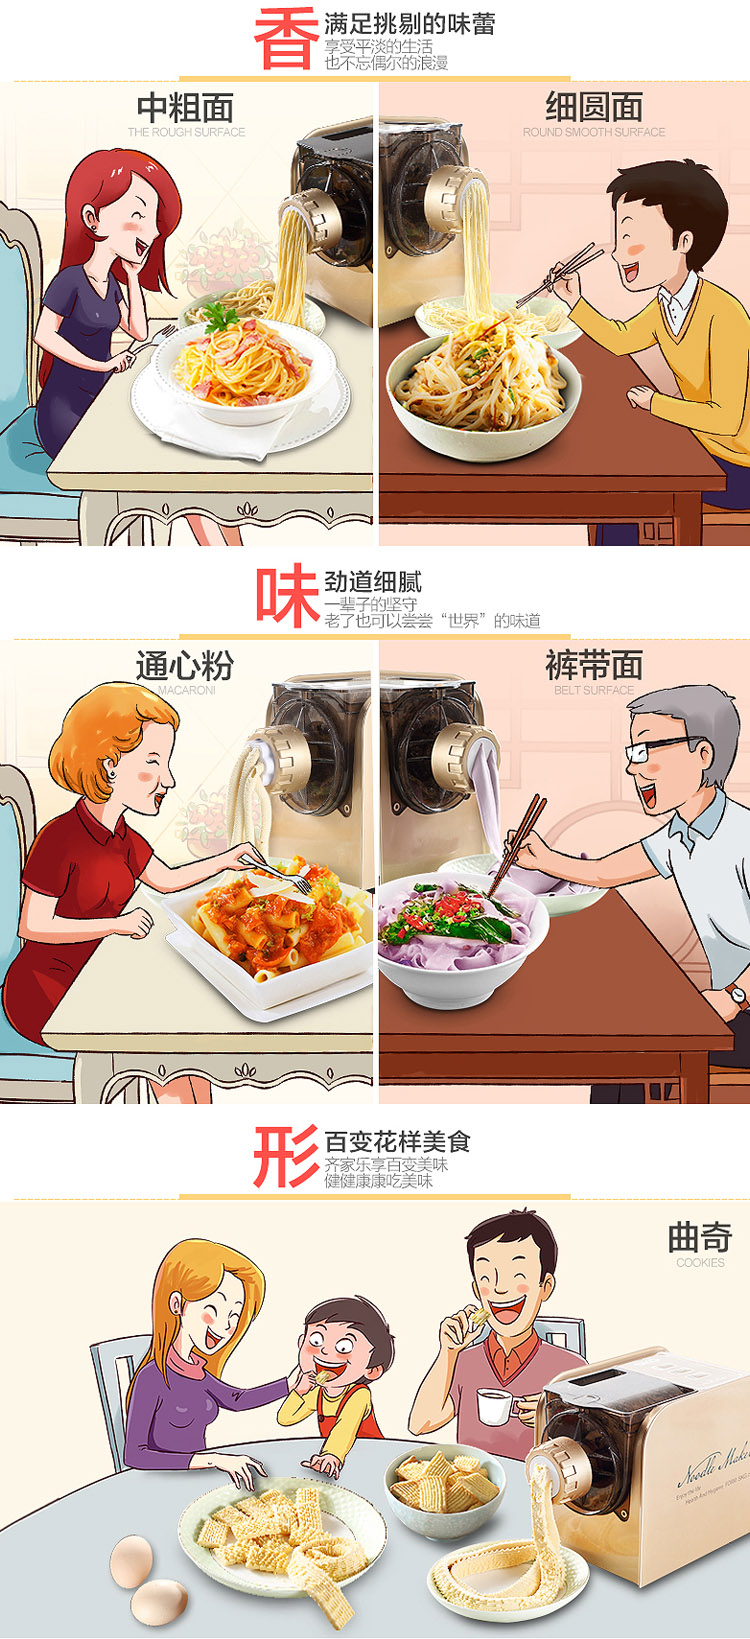 香
满足挑剔的味蕾
享受平淡的生活
也不忘偶尔的浪漫
中粗面
THE ROUGH SURFACE
细圆面
ROUND SMOOTH SURFACE
味
劲道细腻
一辈子的坚守
老了也可以尝尝“世界”的味道
通心粉
MACARONI
裤带面
BELT SURFACE
形
百变花样美食
齐家乐享百变美味
健健康康吃美味
曲奇
COOKIES
Noodle Make
Enjoy the life